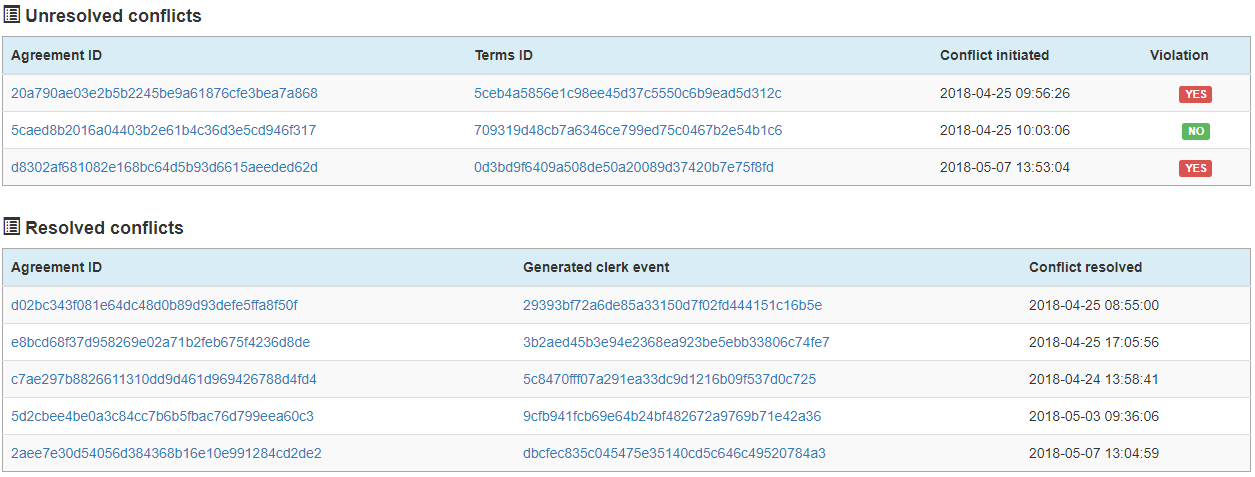 Unresolved conflicts
Agreement ID Terms ID Conflict initiated Violation
20a790ae03e2b5b2245be9a61876cfe3bea7a868 5ceb4a5856e1c98ee45d37c5550c6b9ead5d312c 2018-04-25 09:56:26 YES
5caed8b2016a04403b2e61b4c36d3e5cd946f317 709319d48cb7a6346ce799ed75c0467b2e54b1c6 2018-04-25 10:03:06 NO
d8302af681082e168bc64d5b93d6615aeeded62d 0d3bd9f6409a508de50a20089d37420b7e75f8fd 2018-05-07 13:53:04 YES
Resolved conflicts
Agreement ID Generated clerk event Conflict resolved
d02bc343f081e64dc48d0b89d93defe5ffa8f50f 29393bf72a6de85a33150d7f02fd444151c16b5e 2018-04-25 08:55:00
e8bcd68f37d958269e02a71b2feb675f4236d8de 3b2aed45b3e94e2368ea923be5ebb33806c74fe7 2018-04-25 17:05:56
c7ae297b8826611310dd9d461d969426788d4fd4 5c8470fff07a291ea33dc9d1216b09f537d0c725 2018-04-24 13:58:41
5d2cbee4be0a3c84cc7b6b5fbac76d799eea60c3 9cfb941fcb69e64b24bf482672a9769b71e42a36 2018-05-03 09:36:06
2aee7e30d54056d384368b16e10e991284cd2de2 dbcfec835c045475e35140cd5c646c49520784a3 2018-05-07 13:04:59